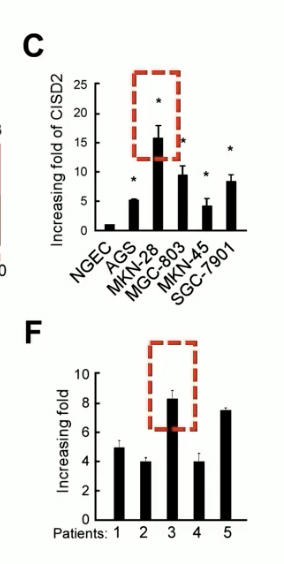 C
Increasing fold of CISD2
25
20
15
10
5
0
*
*
*
*
*
NGEC
AGS
MKN-28
MGC-803
MKN-45
SGC-7901
0
F
Increasing fold
10
8
6
4
2
0
Patients: 1 2 3 4 5